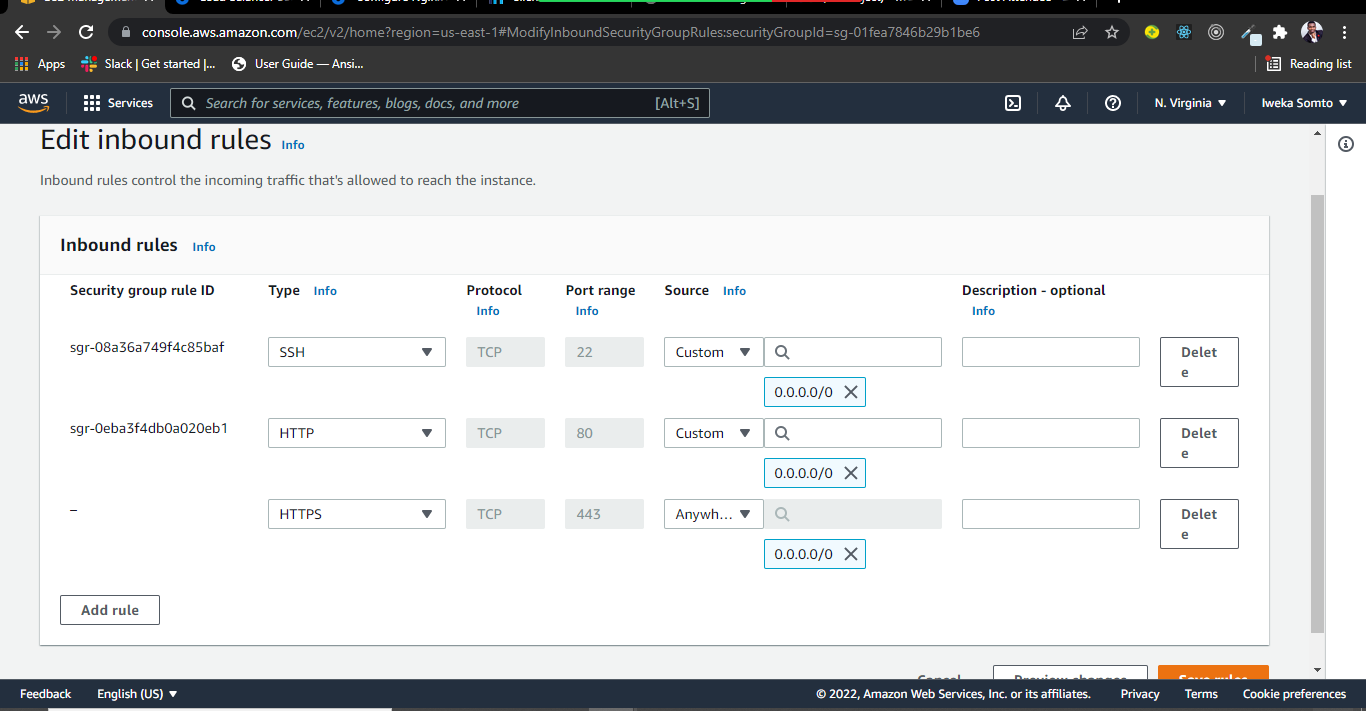 console.aws.amazon.com/ec2/v2/home?region=us-east-1#ModifyInboundSecurityGroupRules:securityGroupId=sg-01fea7846b29b1be6
Apps Slack | Get started |... User Guide — Ansi... Reading list
aws Services Search for services, features, blogs, docs, and more [Alt+S] N. Virginia Iweka Somto
Edit inbound rules Info
Inbound rules control the incoming traffic that's allowed to reach the instance.
Inbound rules Info
Security group rule ID Type Info Protocol Port range Source Info Description - optional
Info Info Info
sgr-08a36a749f4c85baf SSH TCP 22 Custom Delet
e
0.0.0.0/0
sgr-0eba3f4db0a020eb1 HTTP TCP 80 Custom Delet
e
0.0.0.0/0
– HTTPS TCP 443 Anywh... Delet
e
0.0.0.0/0
Add rule
Cancel Preview changes Save rules
Feedback English (US) © 2022, Amazon Web Services, Inc. or its affiliates. Privacy Terms Cookie preferences